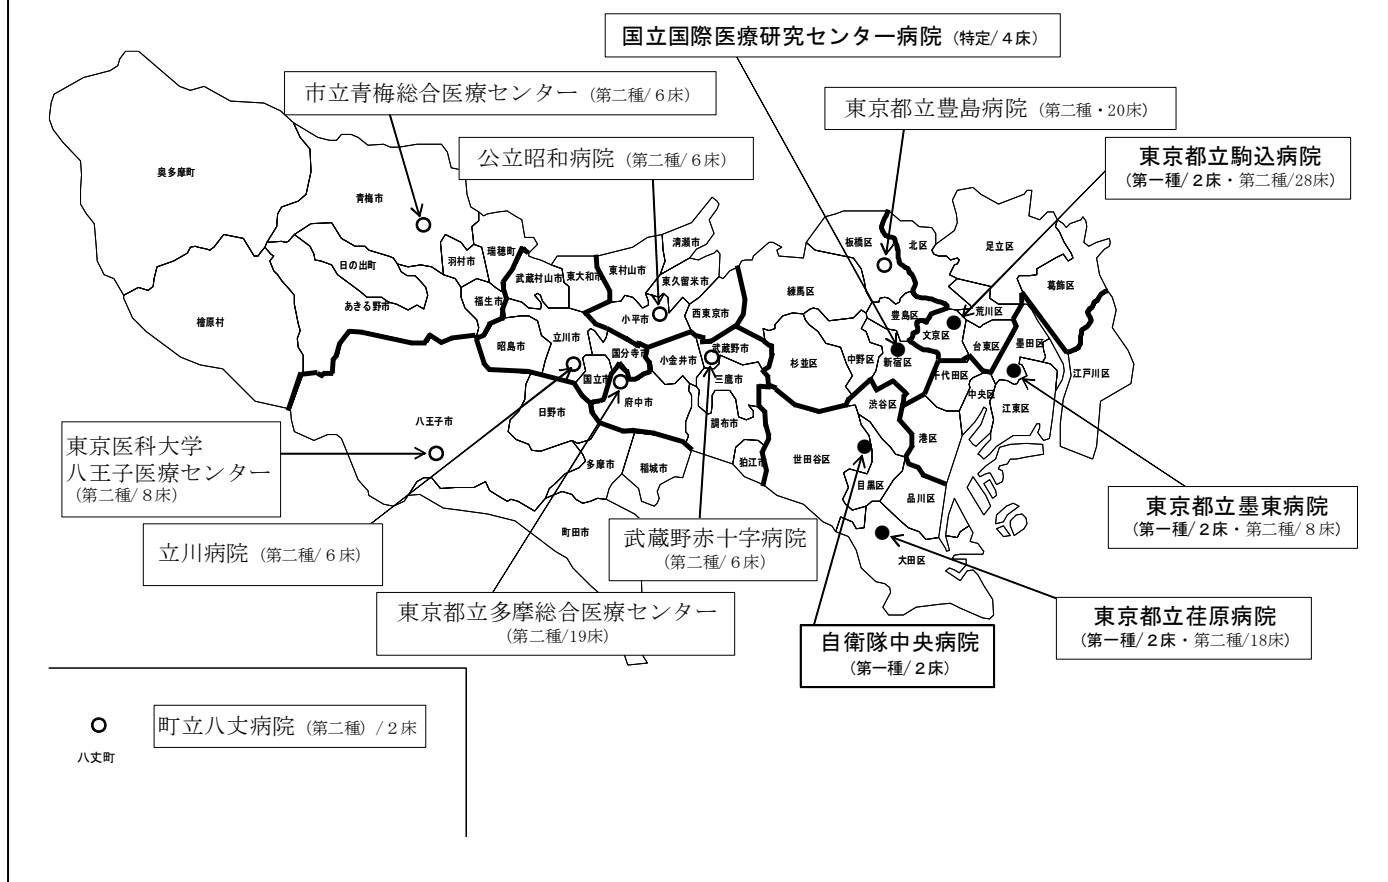 国立国際医療研究センター病院（特定/４床）
市立青梅総合医療センター（第二種/６床）
東京都立豊島病院（第二種・20床）
公立昭和病院（第二種/６床）
東京都立駒込病院
（第一種/２床・第二種/28床）
奥多摩町
青梅市
瑞穂町
羽村市
日の出町
あきる野市
福生市
檜原村
武蔵村山市
東大和市
東村山市
清瀬市
東久留米市
小平市
西東京市
昭島市
立川市
国分寺市
国立市
小金井市
武蔵野市
三鷹市
府中市
調布市
狛江市
日野市
八王子市
多摩市
稲城市
町田市
板橋区
北区
足立区
葛飾区
練馬区
豊島区
文京区
荒川区
台東区
墨田区
江戸川区
杉並区
中野区
新宿区
千代田区
中央区
江東区
渋谷区
港区
世田谷区
目黒区
品川区
大田区
東京医科大学
八王子医療センター
（第二種/８床）
立川病院（第二種/６床）
武蔵野赤十字病院
（第二種/６床）
東京都立墨東病院
（第一種/２床・第二種/８床）
東京都立多摩総合医療センター
（第二種/19床）
自衛隊中央病院
（第一種/２床）
東京都立荏原病院
（第一種/２床・第二種/18床）
町立八丈病院（第二種）/２床
八丈町